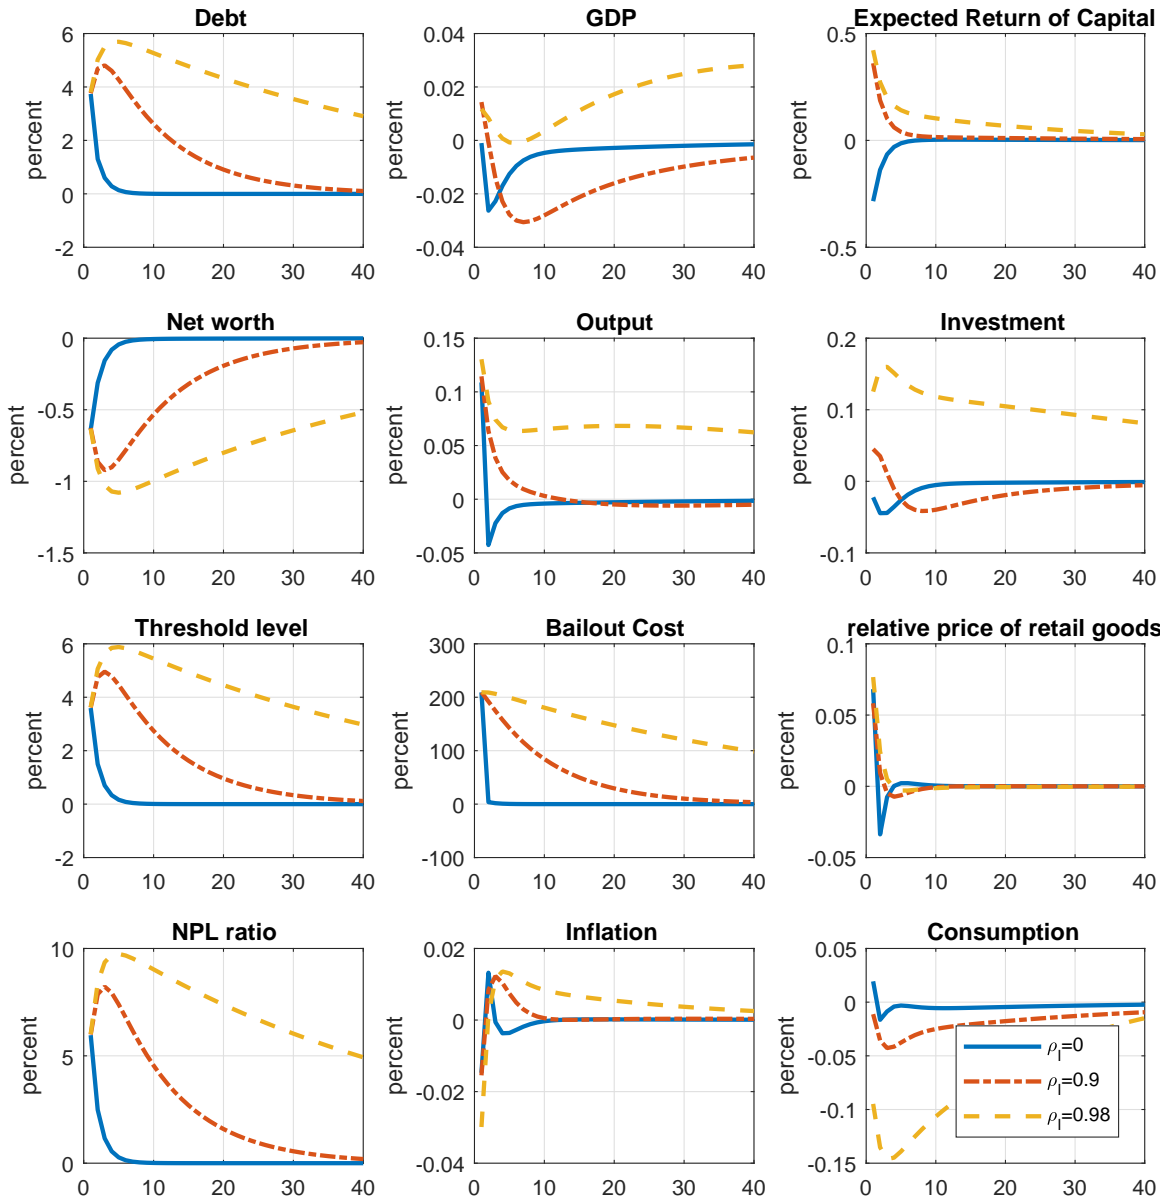 Debt
6
4
2
0
-2
percent
0 10 20 30 40
GDP
0.04
0.02
0
-0.02
-0.04
percent
0 10 20 30 40
Expected Return of Capital
0.5
0
-0.5
percent
0 10 20 30 40
Net worth
0
-0.5
-1
-1.5
percent
0 10 20 30 40
Output
0.15
0.1
0.05
0
-0.05
percent
0 10 20 30 40
Investment
0.2
0.1
0
-0.1
percent
0 10 20 30 40
Threshold level
6
4
2
0
-2
percent
0 10 20 30 40
Bailout Cost
300
200
100
0
-100
percent
0 10 20 30 40
relative price of retail goods
0.1
0.05
0
-0.05
percent
0 10 20 30 40
NPL ratio
10
5
0
percent
0 10 20 30 40
Inflation
0.02
0
-0.02
-0.04
percent
0 10 20 30 40
Consumption
0.05
0
-0.05
-0.1
-0.15
percent
0 10 20 30 40
ρ_l=0
ρ_l=0.9
ρ_l=0.98